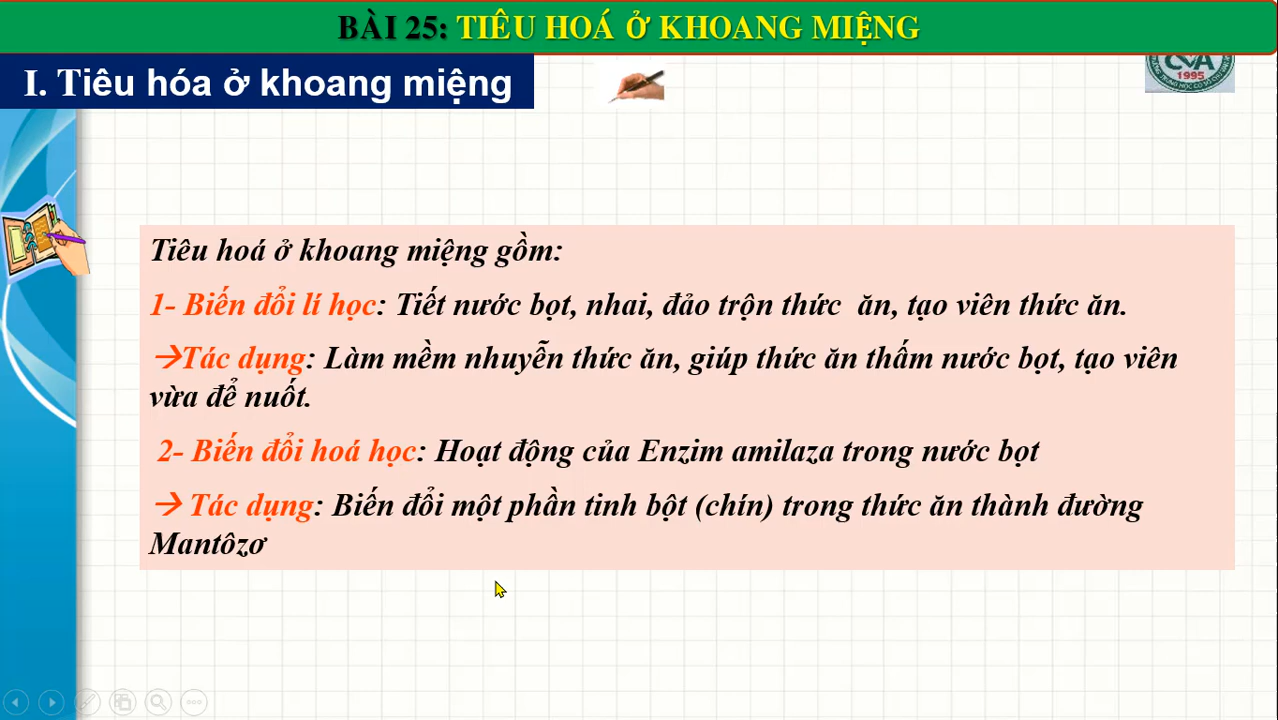 BÀI 25: TIÊU HOÁ Ở KHOANG MIỆNG
I. Tiêu hóa ở khoang miệng
CVA
1995
Tiêu hoá ở khoang miệng gồm:
1- Biến đổi lí học: Tiết nước bọt, nhai, đảo trộn thức ăn, tạo viên thức ăn.
→Tác dụng: Làm mềm nhuyễn thức ăn, giúp thức ăn thấm nước bọt, tạo viên
vừa để nuốt.
2- Biến đổi hoá học: Hoạt động của Enzim amilaza trong nước bọt
→ Tác dụng: Biến đổi một phần tinh bột (chín) trong thức ăn thành đường
Mantôzơ